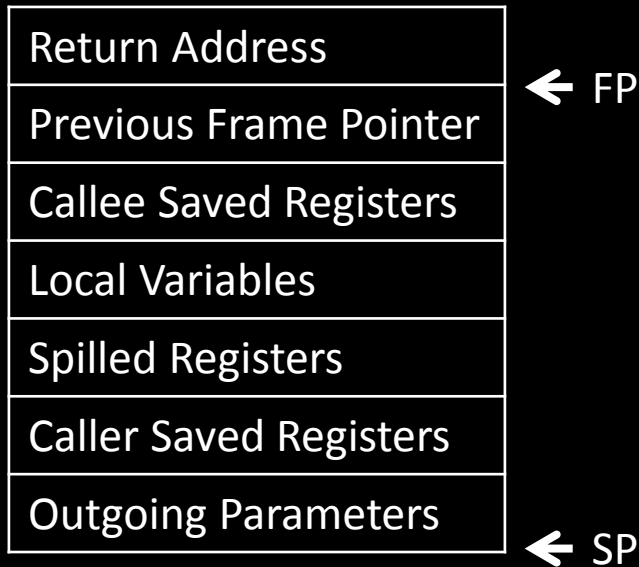 Return Address
FP
Previous Frame Pointer
Callee Saved Registers
Local Variables
Spilled Registers
Caller Saved Registers
Outgoing Parameters
SP